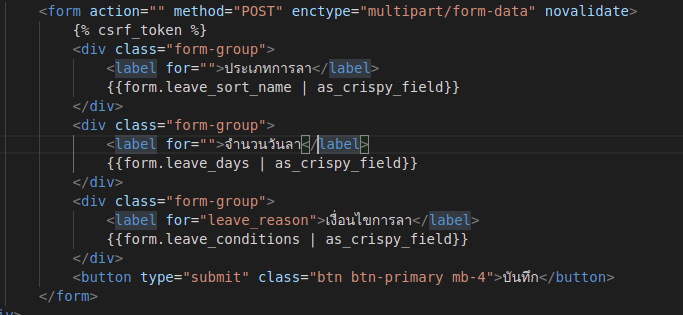 <form action="" method="POST" enctype="multipart/form-data" novalidate>
{% csrf_token %}
<div class="form-group">
<label for="">ประเภทการลา</label>
{{form.leave_sort_name | as_crispy_field}}
</div>
<div class="form-group">
<label for="">จำนวนวันลา</label>
{{form.leave_days | as_crispy_field}}
</div>
<div class="form-group">
<label for="leave_reason">เงื่อนไขการลา</label>
{{form.leave_conditions | as_crispy_field}}
</div>
<button type="submit" class="btn btn-primary mb-4">บันทึก</button>
</form>